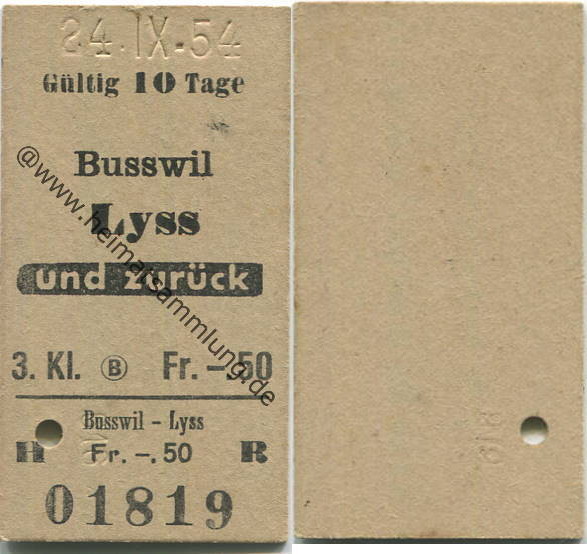 24.IX.54
Gültig 10 Tage
Busswil
Lyss
und zurück
3. Kl. B Fr. -.50
Busswil - Lyss
H Fr. -.50 R
01819
@www.heimatsammlung.de